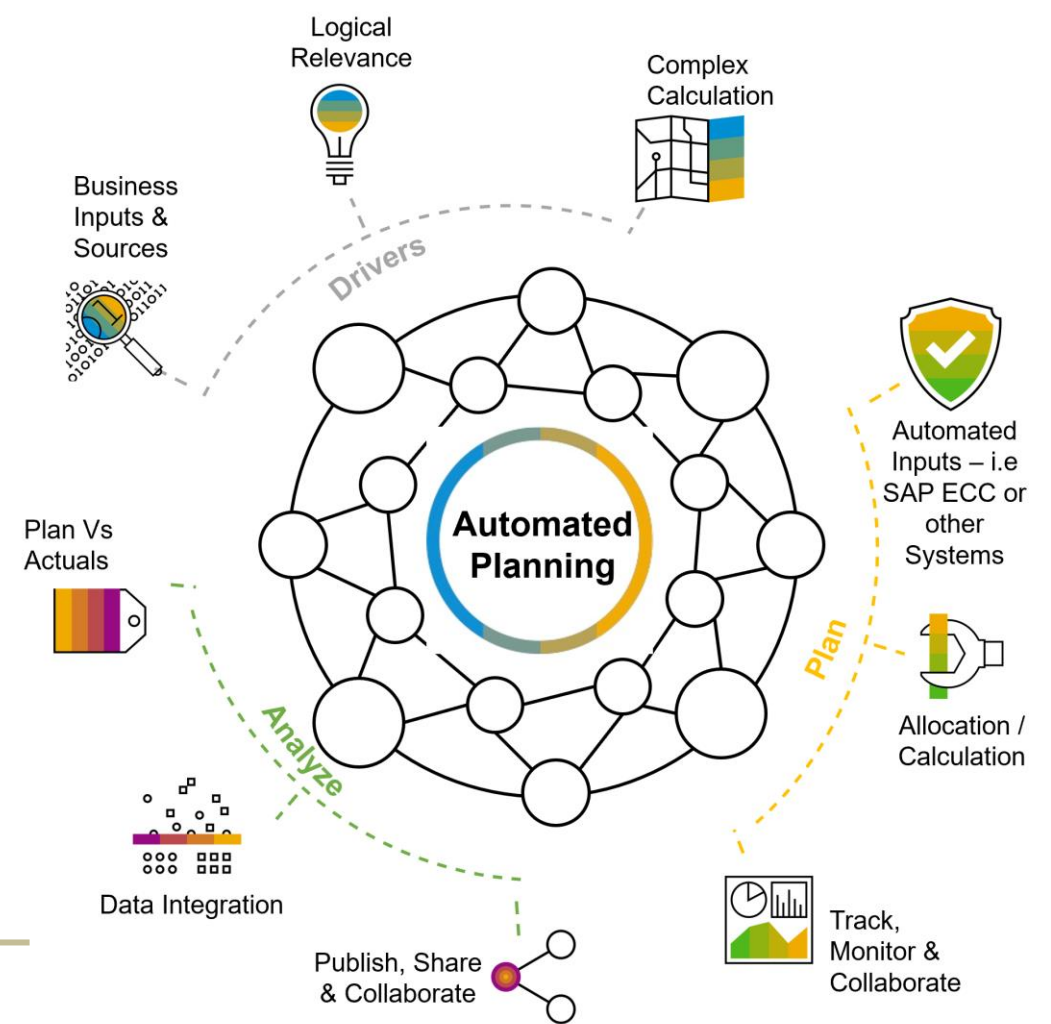 Logical
Relevance
Complex
Calculation
Business
Inputs &
Sources
Drivers
Automated
Inputs – i.e
SAP ECC or
other
Systems
Plan Vs
Actuals
Automated
Planning
Plan
Allocation /
Calculation
Analyze
Data Integration
Track,
Monitor &
Collaborate
Publish, Share
& Collaborate